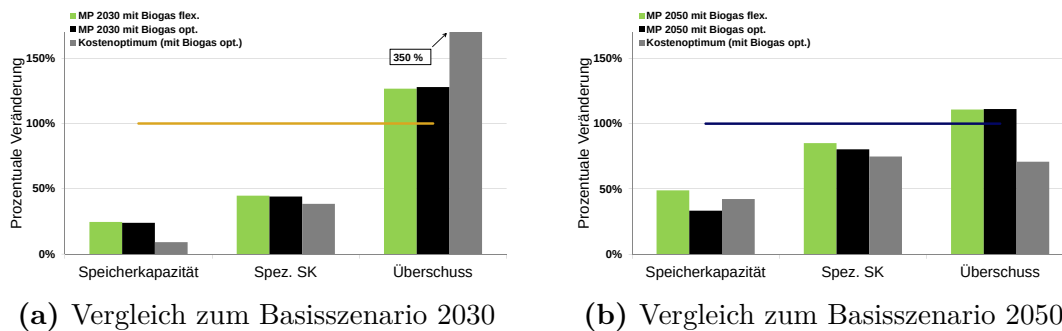 MP 2030 mit Biogas flex.
MP 2030 mit Biogas opt.
Kostenoptimum (mit Biogas opt.)
350 %
Prozentuale Veränderung
150%
100%
50%
0%
Speicherkapazität Spez. SK Überschuss
(a) Vergleich zum Basisszenario 2030
MP 2050 mit Biogas flex.
MP 2050 mit Biogas opt.
Kostenoptimum (mit Biogas opt.)
Prozentuale Veränderung
150%
100%
50%
0%
Speicherkapazität Spez. SK Überschuss
(b) Vergleich zum Basisszenario 2050